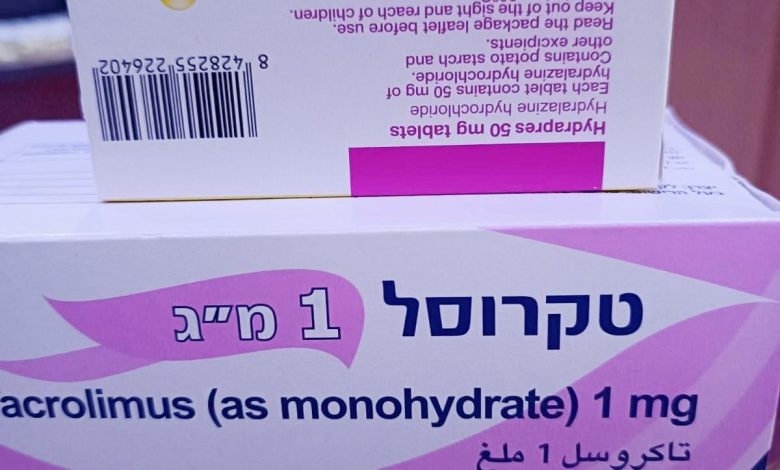 Hydrapres 50 mg tablets
Hydralazine hydrochloride
Each tablet contains 50 mg of
hydralazine hydrochloride.
Contains potato starch and
other excipients.
Read the package leaflet before use.
Keep out of the sight and reach of children.
8 428255 226402
טקרוסל 1 מ"ג
acrolimus (as monohydrate) 1 mg
تاكروسل 1 ملغ